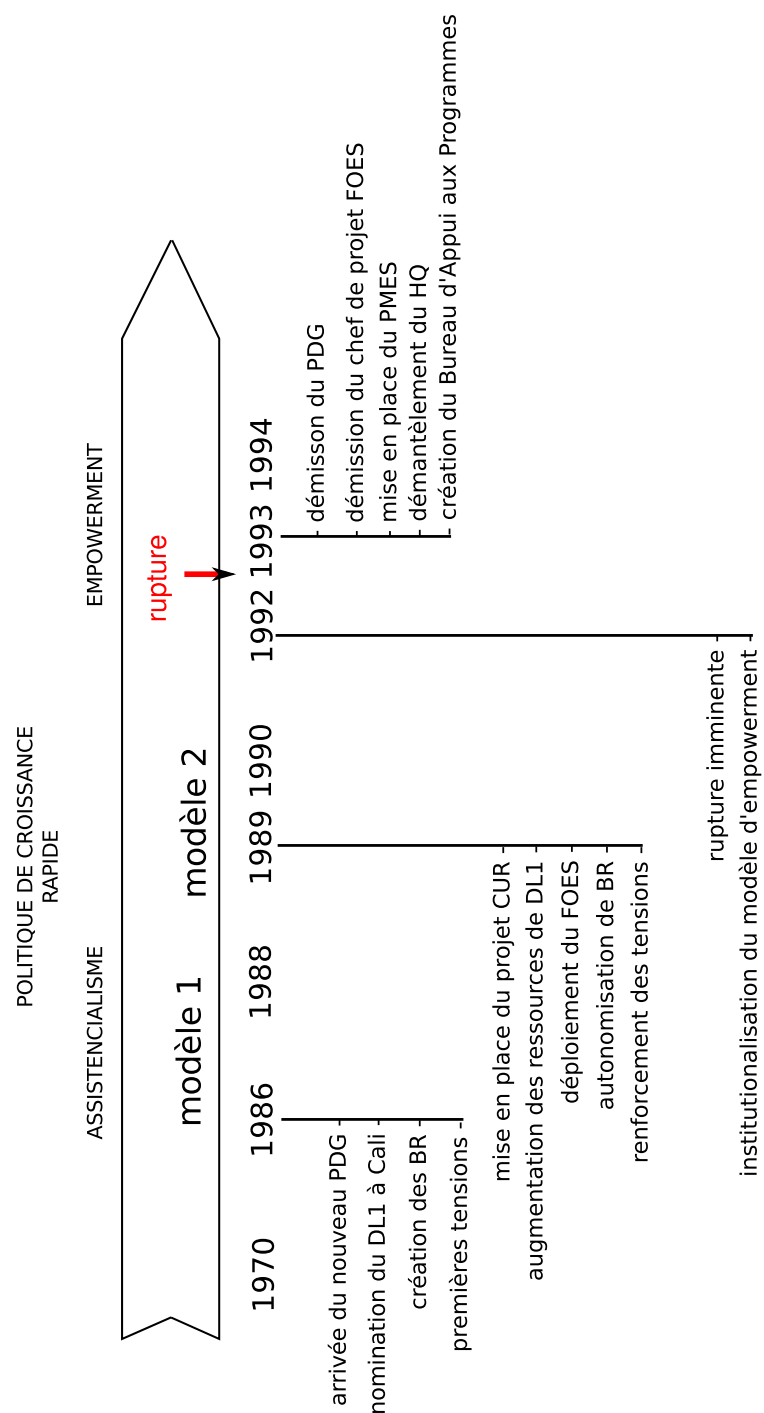 POLITIQUE DE CROISSANCE
RAPIDE
ASSISTENCIALISME
EMPOWERMENT
rupture
modèle 1
modèle 2
1970
1986
1988
1989
1990
1992
1993
1994
arrivée du nouveau PDG
nomination du DL1 à Cali
création des BR
premières tensions
mise en place du projet CUR
augmentation des ressources de DL1
déploiement du FOES
autonomisation de BR
renforcement des tensions
rupture imminente
institutionalisation du modèle d'empowerment
démisson du PDG
démission du chef de projet FOES
mise en place du PMES
démantèlement du HQ
création du Bureau d'Appui aux Programmes